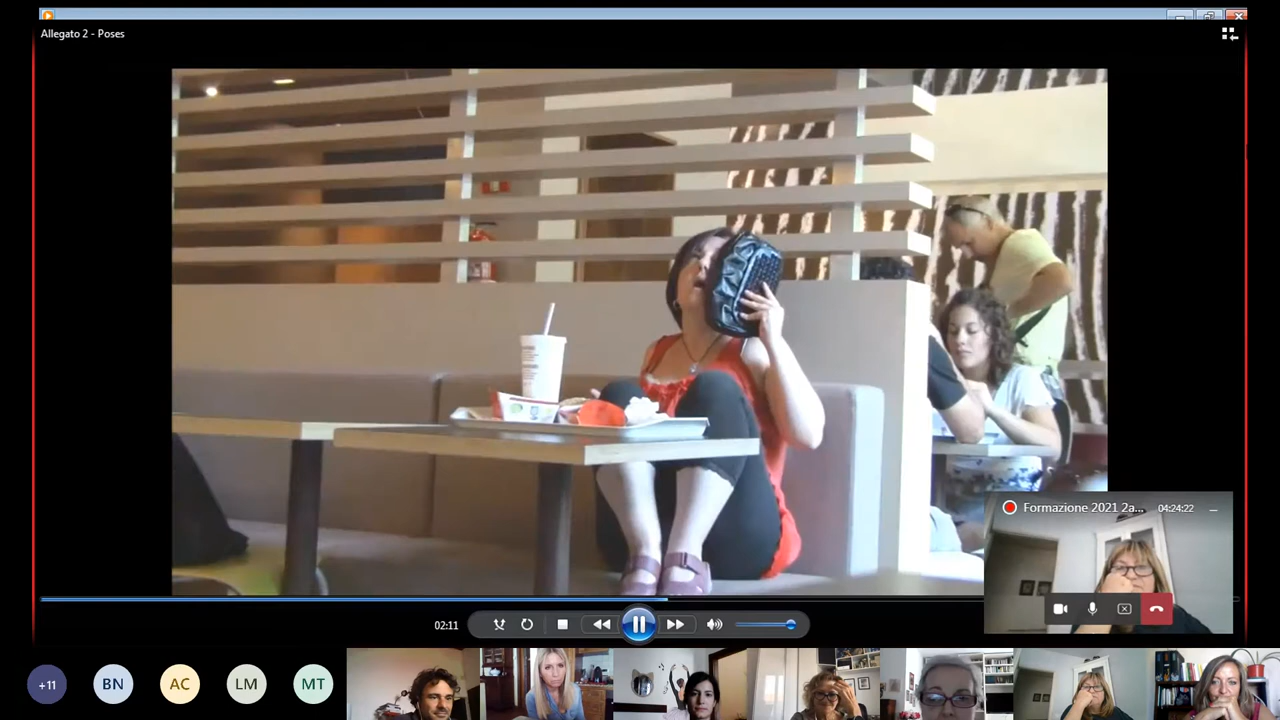 Allegato 2 - Poses
Formazione 2021 2a...
04:24:22
02:11
+11
BN
AC
LM
MT